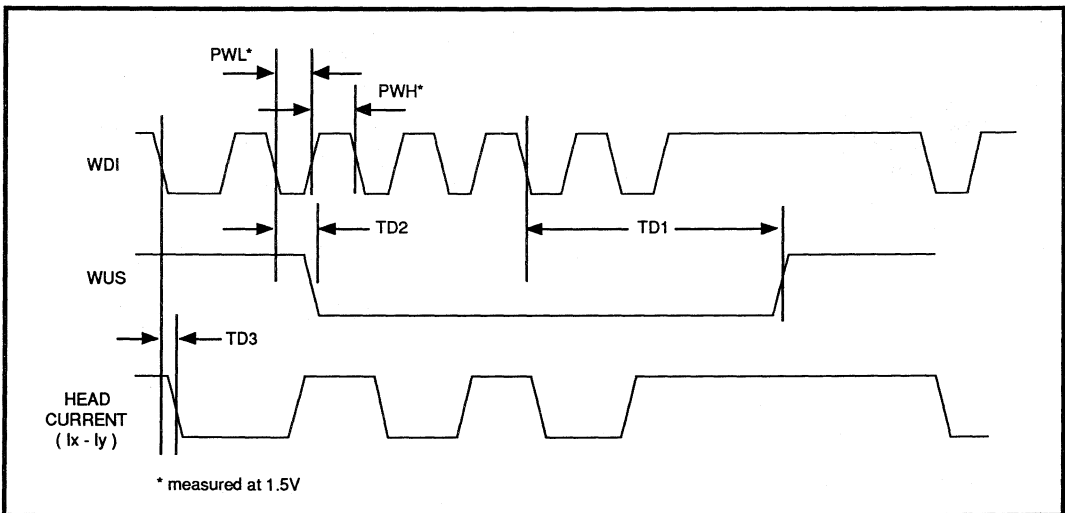 PWL*
PWH*
WDI
TD2
TD1
WUS
TD3
HEAD
CURRENT
( Ix - Iy )
* measured at 1.5V